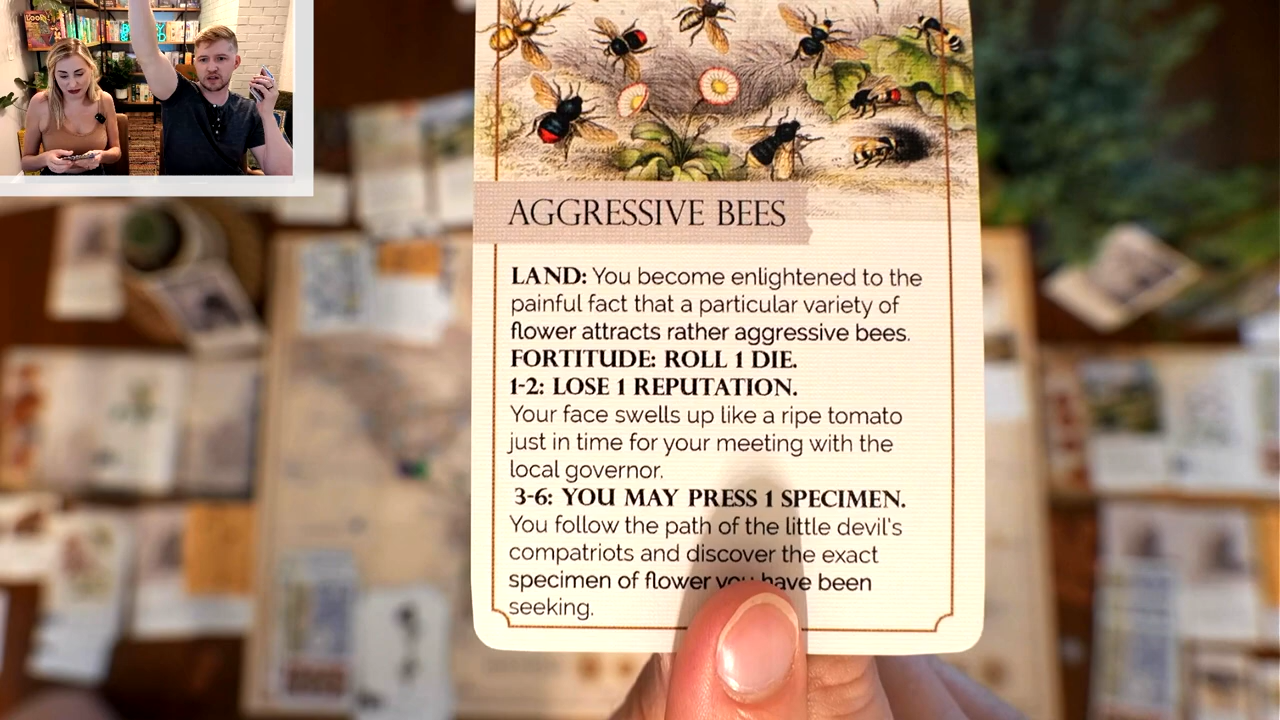 AGGRESSIVE BEES
LAND: You become enlightened to the
painful fact that a particular variety of
flower attracts rather aggressive bees.
FORTITUDE: ROLL 1 DIE.
1-2: LOSE 1 REPUTATION.
Your face swells up like a ripe tomato
just in time for your meeting with the
local governor.
3-6: YOU MAY PRESS 1 SPECIMEN.
You follow the path of the little devil's
compatriots and discover the exact
specimen of flower you have been
seeking.